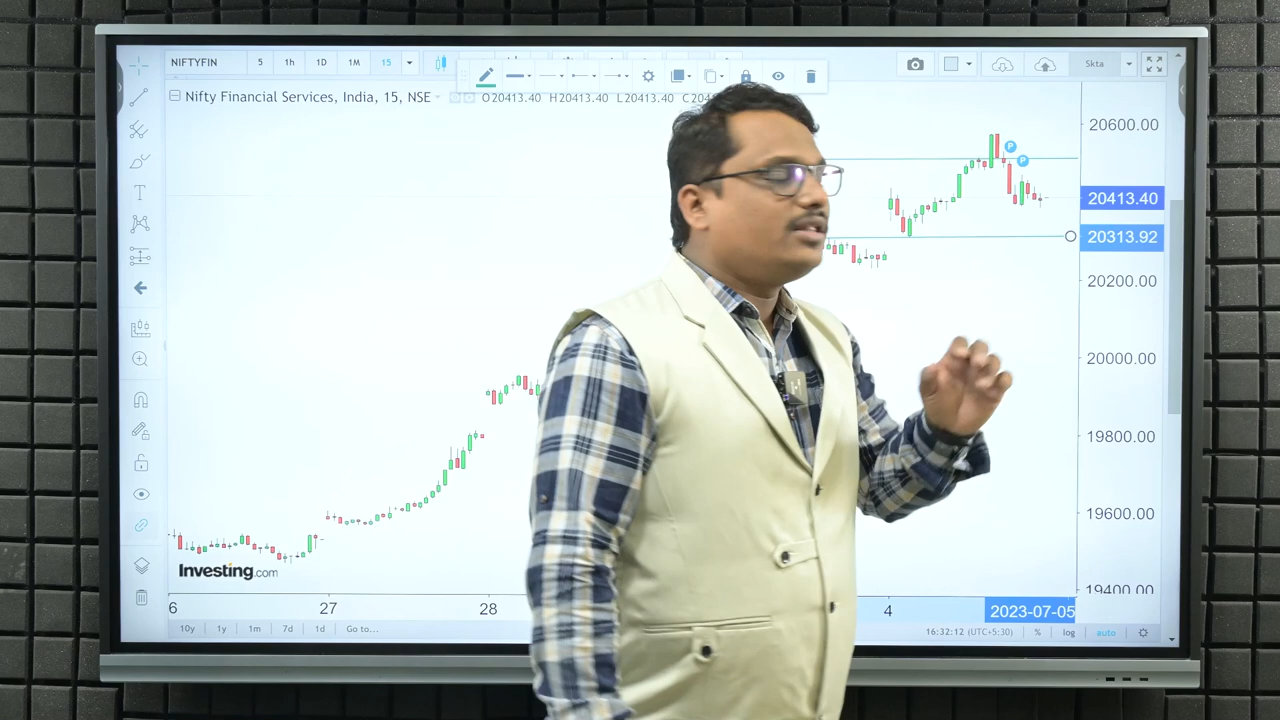 NIFTYFIN 5 1h 1D 1M 15 Skta
Nifty Financial Services, India, 15, NSE O20413.40 H20413.40 L20413.40
20600.00
P
P
20413.40
20313.92
20200.00
20000.00
19800.00
19600.00
19400.00
Investing.com
6 27 28 4 2023-07-05
10y 1y 1m 7d 1d Go to... 16:32:12 (UTC+5:30) % log auto